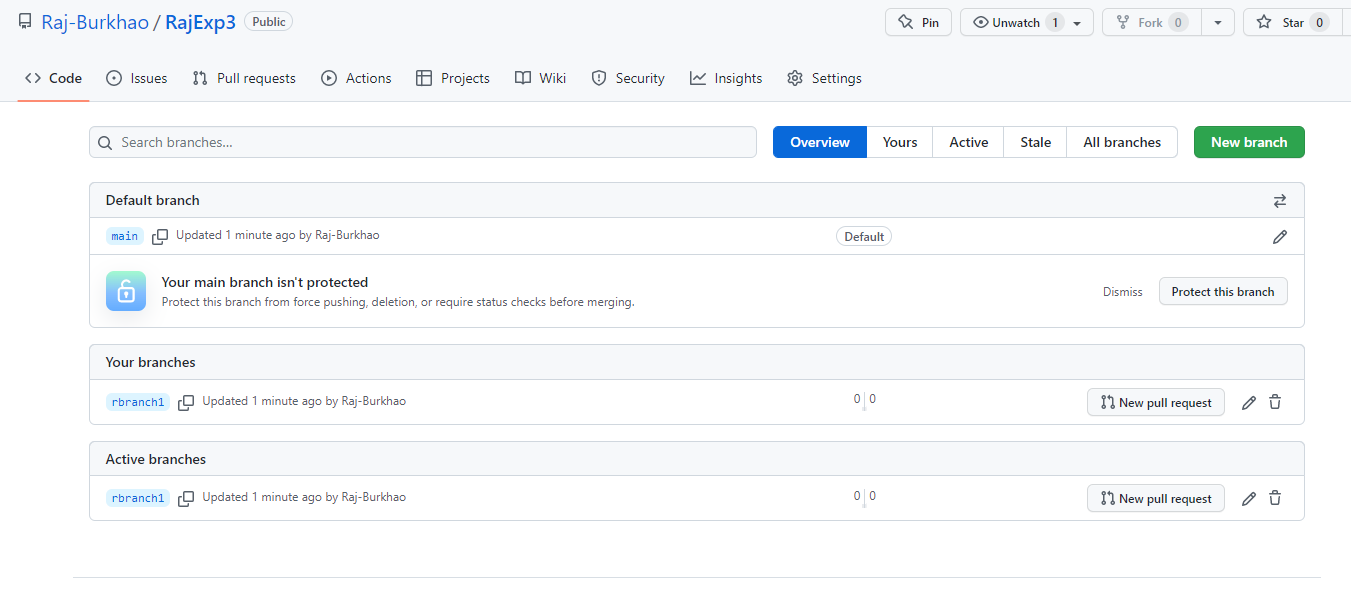 Raj-Burkhao / RajExp3 Public Pin Unwatch 1 Fork 0 Star 0
Code Issues Pull requests Actions Projects Wiki Security Insights Settings
Search branches... Overview Yours Active Stale All branches New branch
Default branch
main Updated 1 minute ago by Raj-Burkhao Default
Your main branch isn't protected
Protect this branch from force pushing, deletion, or require status checks before merging. Dismiss Protect this branch
Your branches
rbranch1 Updated 1 minute ago by Raj-Burkhao 0 0 New pull request
Active branches
rbranch1 Updated 1 minute ago by Raj-Burkhao 0 0 New pull request